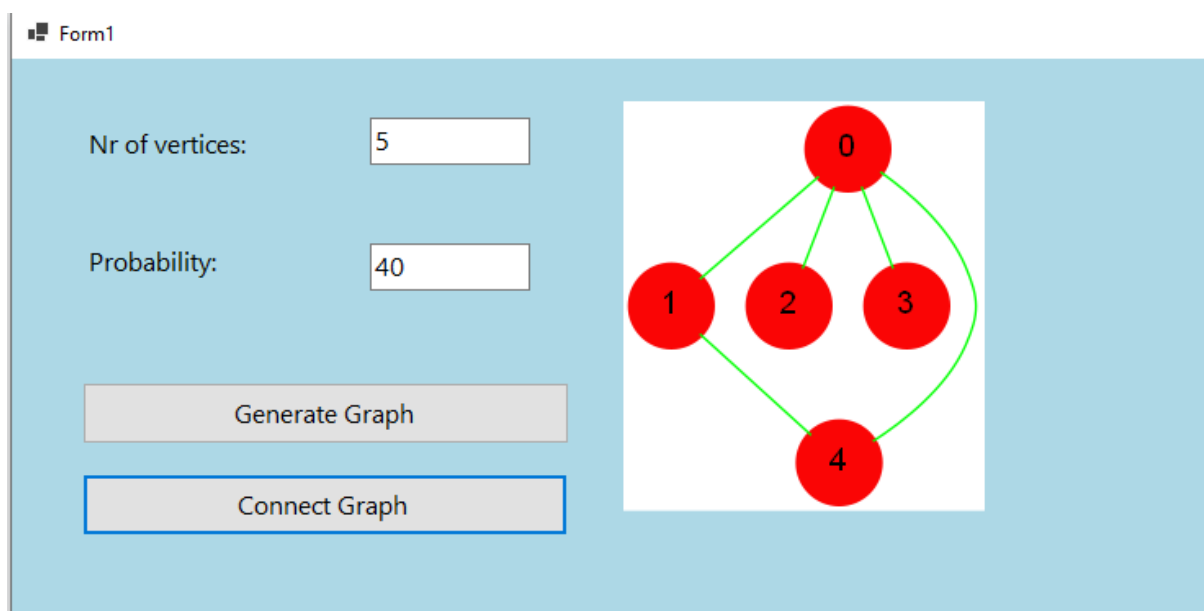 Form1
Nr of vertices: 5
Probability: 40
Generate Graph
Connect Graph
0
1 2 3
4